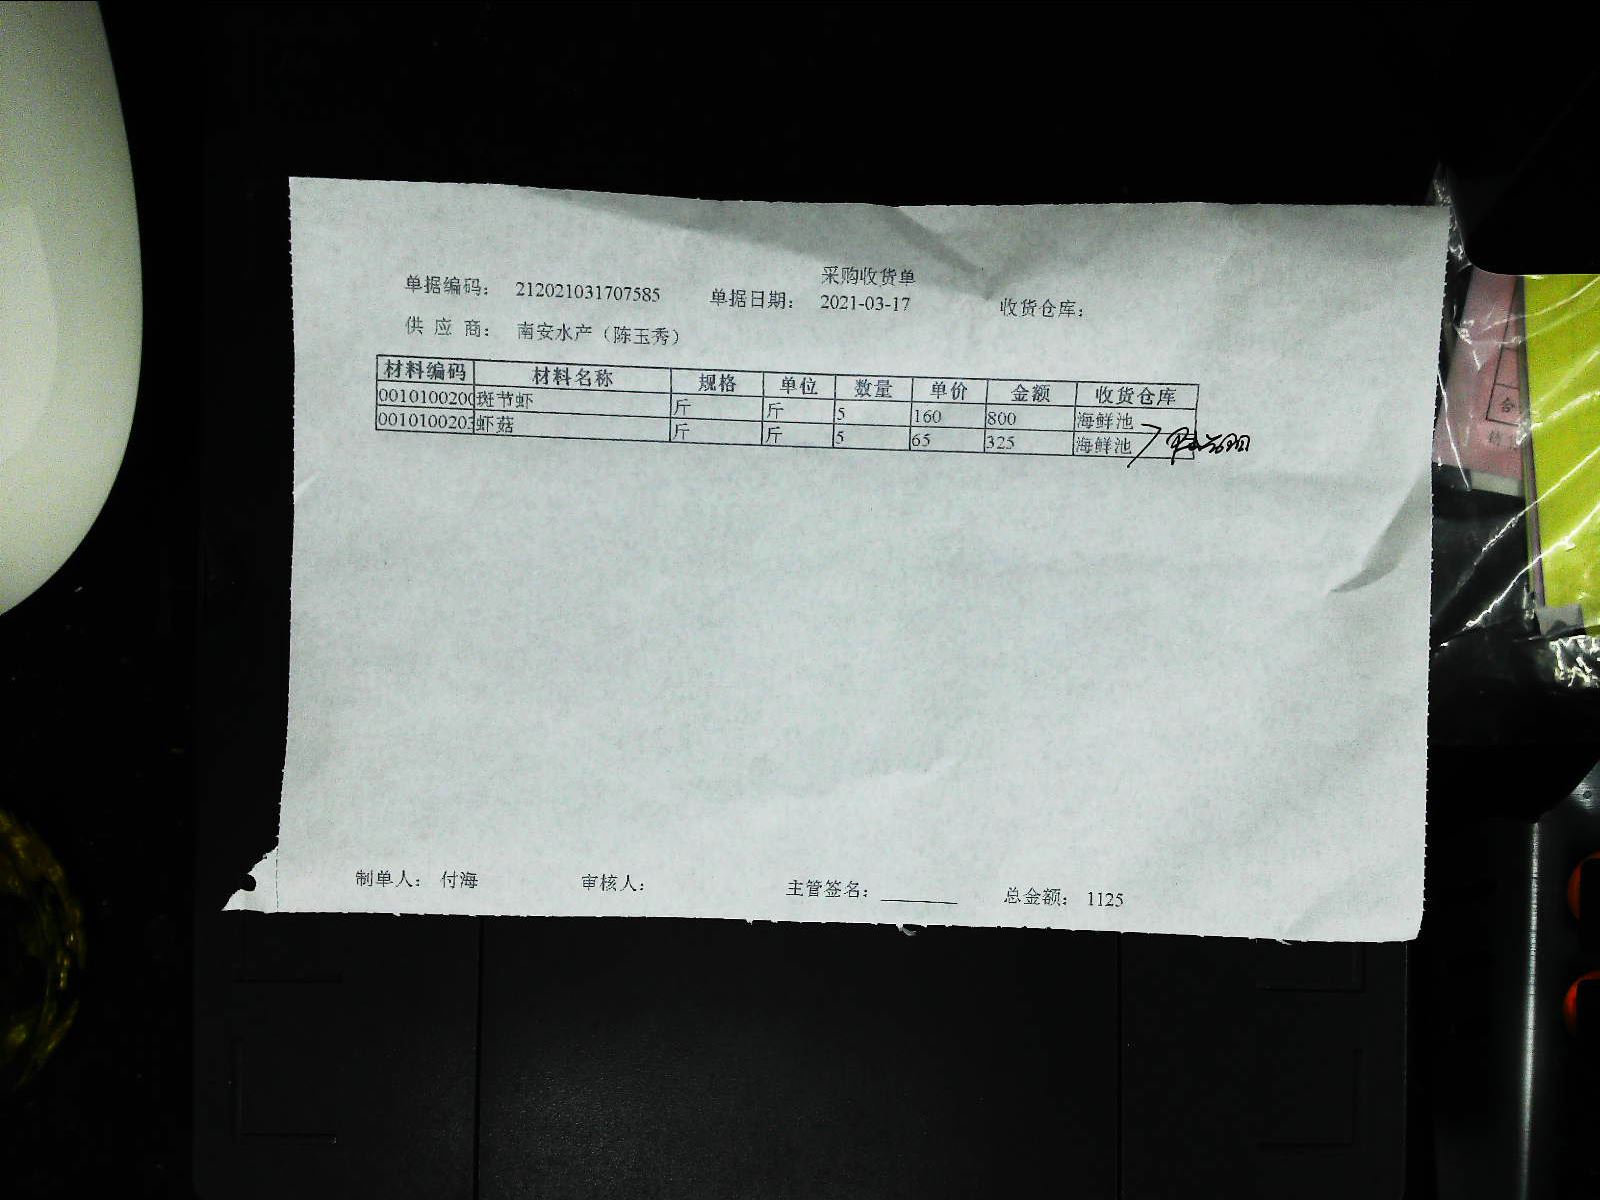 采购收货单
单据编码： 212021031707585 单据日期： 2021-03-17 收货仓库：
供 应 商： 南安水产（陈玉秀）
材料编码 材料名称 规格 单位 数量 单价 金额 收货仓库
0010100200 斑节虾 斤 斤 5 160 800 海鲜池
001010020 虾菇 斤 斤 5 65 325 海鲜池
制单人： 付海 审核人： 主管签名： 总金额： 1125
合